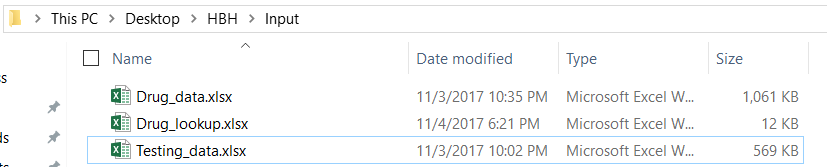 This PC > Desktop > HBH > Input
Name Date modified Type Size
ss
Drug_data.xlsx 11/3/2017 10:35 PM Microsoft Excel W... 1,061 KB
Drug_lookup.xlsx 11/4/2017 6:21 PM Microsoft Excel W... 12 KB
ds
Testing_data.xlsx 11/3/2017 10:02 PM Microsoft Excel W... 569 KB